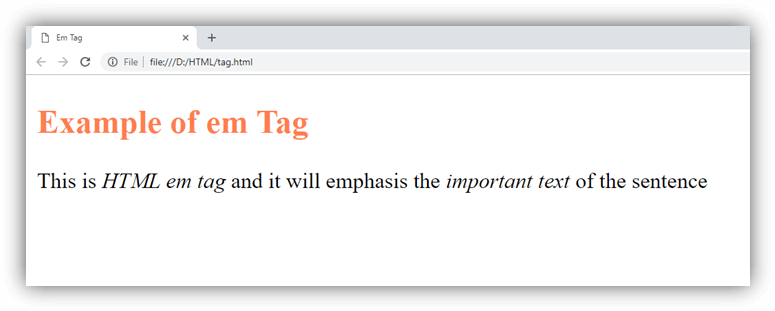 Em Tag
File file:///D:/HTML/tag.html
Example of em Tag
This is HTML em tag and it will emphasis the important text of the sentence